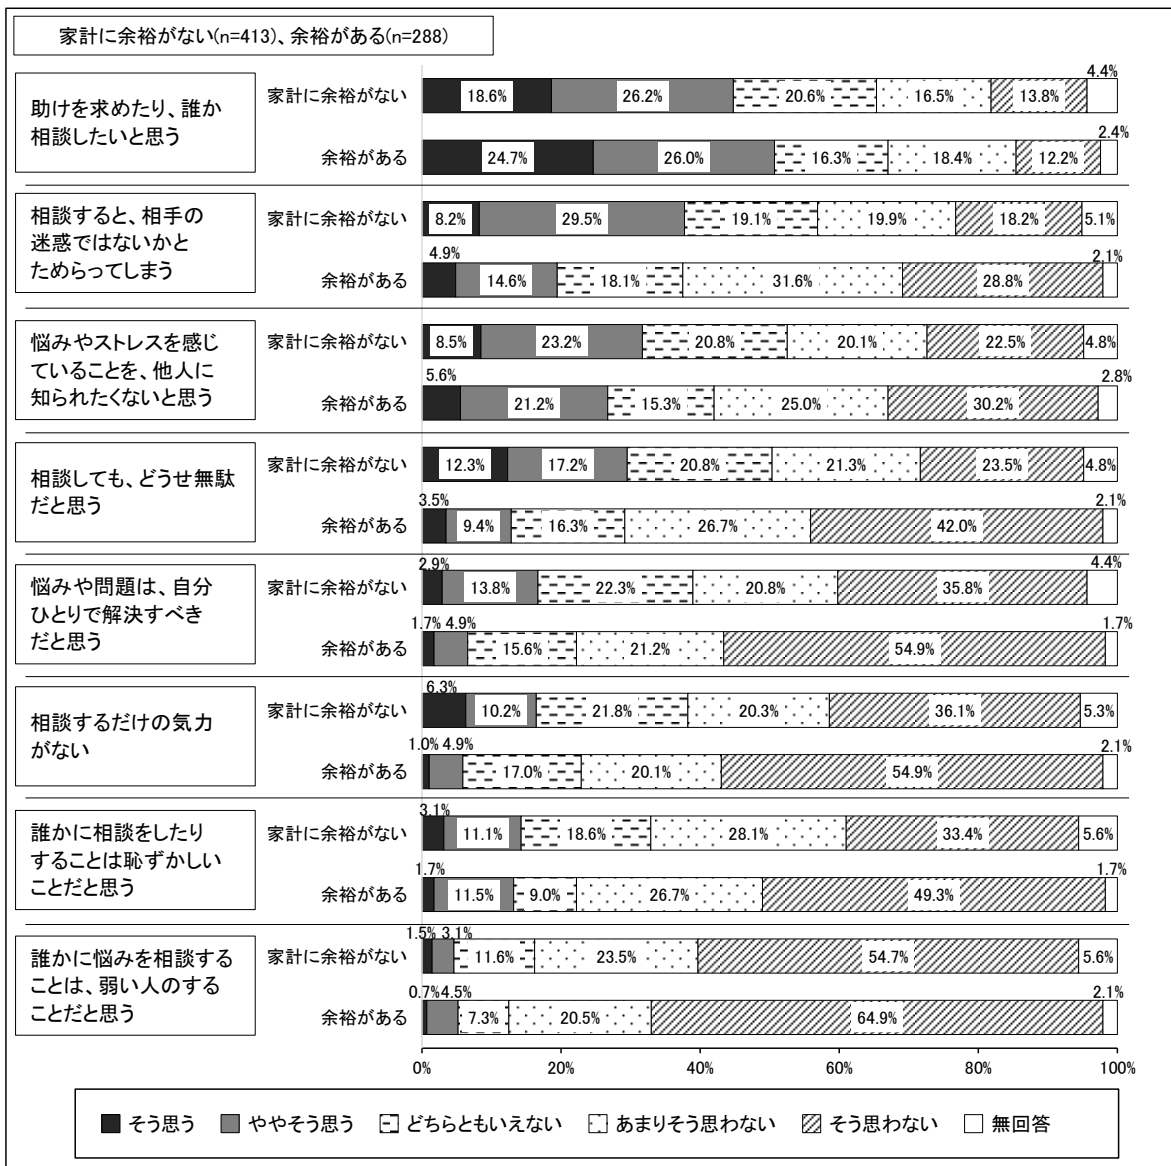 家計に余裕がない(n=413)、余裕がある(n=288)
助けを求めたり、誰か
相談したいと思う
家計に余裕がない
18.6% 26.2% 20.6% 16.5% 13.8% 4.4%
余裕がある
24.7% 26.0% 16.3% 18.4% 12.2% 2.4%
相談すると、相手の
迷惑ではないかと
ためらってしまう
家計に余裕がない
8.2% 29.5% 19.1% 19.9% 18.2% 5.1%
余裕がある
4.9% 14.6% 18.1% 31.6% 28.8% 2.1%
悩みやストレスを感じ
ていることを、他人に
知られたくないと思う
家計に余裕がない
8.5% 23.2% 20.8% 20.1% 22.5% 4.8%
余裕がある
5.6% 21.2% 15.3% 25.0% 30.2% 2.8%
相談しても、どうせ無駄
だと思う
家計に余裕がない
12.3% 17.2% 20.8% 21.3% 23.5% 4.8%
余裕がある
3.5% 9.4% 16.3% 26.7% 42.0% 2.1%
悩みや問題は、自分
ひとりで解決すべき
だと思う
家計に余裕がない
2.9% 13.8% 22.3% 20.8% 35.8% 4.4%
余裕がある
1.7% 4.9% 15.6% 21.2% 54.9% 1.7%
相談するだけの気力
がない
家計に余裕がない
6.3% 10.2% 21.8% 20.3% 36.1% 5.3%
余裕がある
1.0% 4.9% 17.0% 20.1% 54.9% 2.1%
誰かに相談をしたり
することは恥ずかしい
ことだと思う
家計に余裕がない
3.1% 11.1% 18.6% 28.1% 33.4% 5.6%
余裕がある
1.7% 11.5% 9.0% 26.7% 49.3% 1.7%
誰かに悩みを相談する
ことは、弱い人のする
ことだと思う
家計に余裕がない
1.5% 3.1% 11.6% 23.5% 54.7% 5.6%
余裕がある
0.7% 4.5% 7.3% 20.5% 64.9% 2.1%
0% 20% 40% 60% 80% 100%
そう思う ややそう思う どちらともいえない あまりそう思わない そう思わない 無回答